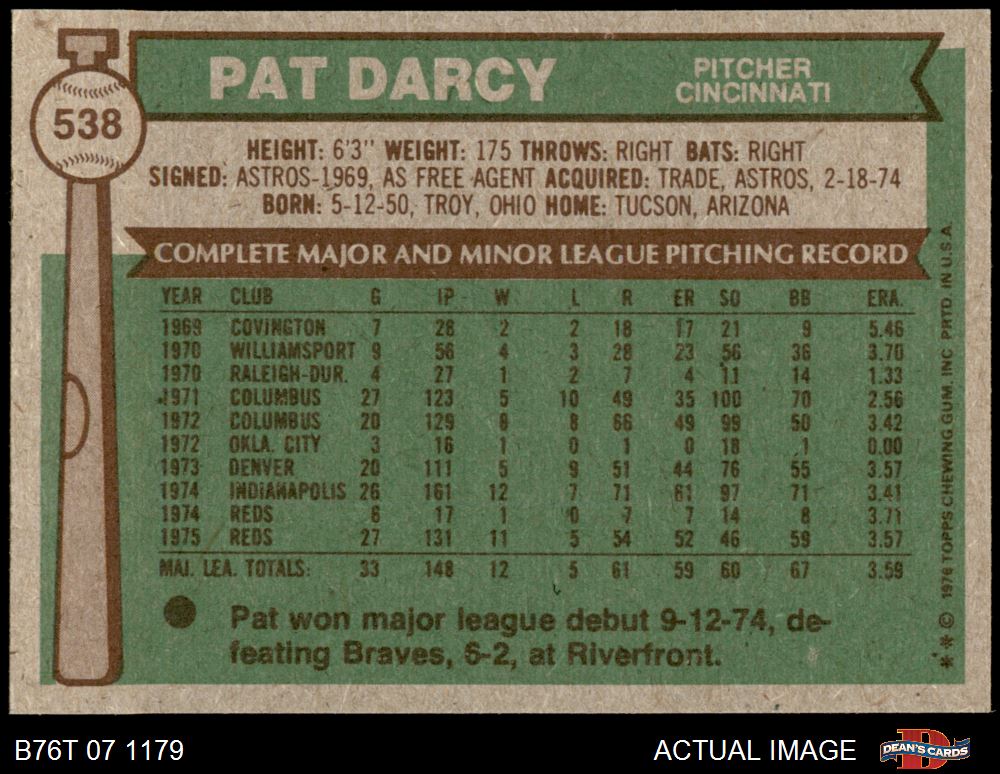 538
PAT DARCY
PITCHER
CINCINNATI
HEIGHT: 6'3" WEIGHT: 175 THROWS: RIGHT BATS: RIGHT
SIGNED: ASTROS-1969, AS FREE AGENT ACQUIRED: TRADE, ASTROS, 2-18-74
BORN: 5-12-50, TROY, OHIO HOME: TUCSON, ARIZONA
COMPLETE MAJOR AND MINOR LEAGUE PITCHING RECORD
YEAR CLUB G IP W L R ER SO BB ERA.
1969 COVINGTON 7 28 2 2 18 17 21 9 5.46
1970 WILLIAMSPORT 9 56 4 3 28 23 56 36 3.70
1970 RALEIGH-DUR. 4 27 1 2 7 4 11 14 1.33
1971 COLUMBUS 27 123 5 10 49 35 100 70 2.56
1972 COLUMBUS 20 129 8 8 66 49 99 50 3.42
1972 OKLA. CITY 3 16 1 0 1 0 18 1 0.00
1973 DENVER 20 111 5 9 51 44 76 55 3.57
1974 INDIANAPOLIS 26 161 12 7 71 61 97 71 3.41
1974 REDS 6 17 1 0 7 7 14 8 3.71
1975 REDS 27 131 11 5 54 52 46 59 3.57
MAJ. LEA. TOTALS: 33 148 12 5 61 59 60 67 3.59
Pat won major league debut 9-12-74, de-
feating Braves, 6-2, at Riverfront.
* * © 1976 TOPPS CHEWING GUM, INC. PRTD. IN U.S.A.
B76T 07 1179
ACTUAL IMAGE
DEAN'S CARDS